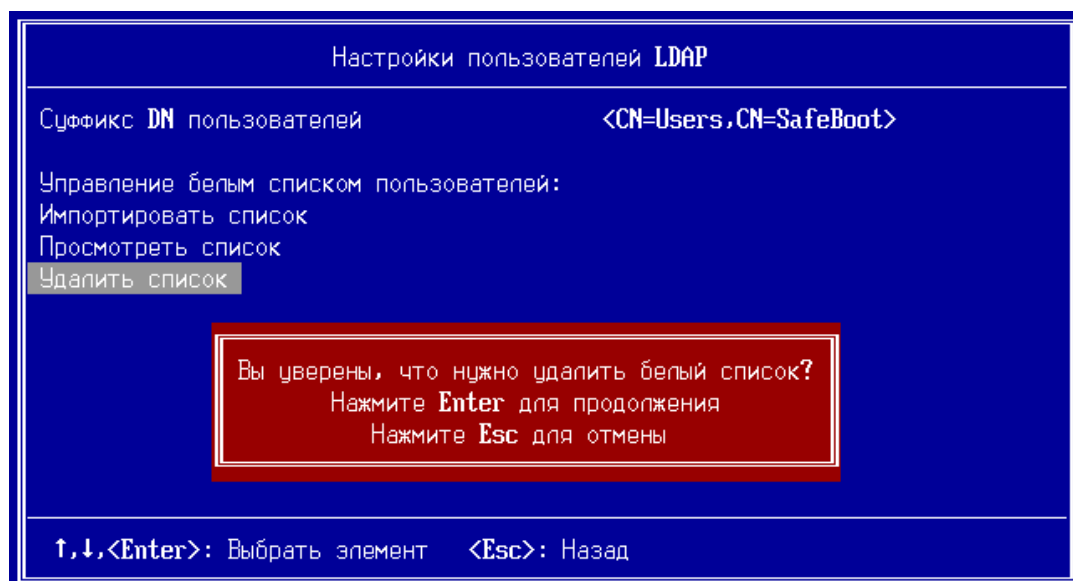 Настройки пользователей LDAP
Суффикс DN пользователей <CN=Users,CN=SafeBoot>
Управление белым списком пользователей:
Импортировать список
Просмотреть список
Удалить список
Вы уверены, что нужно удалить белый список?
Нажмите Enter для продолжения
Нажмите Esc для отмены
↑,↓,<Enter>: Выбрать элемент <Esc>: Назад